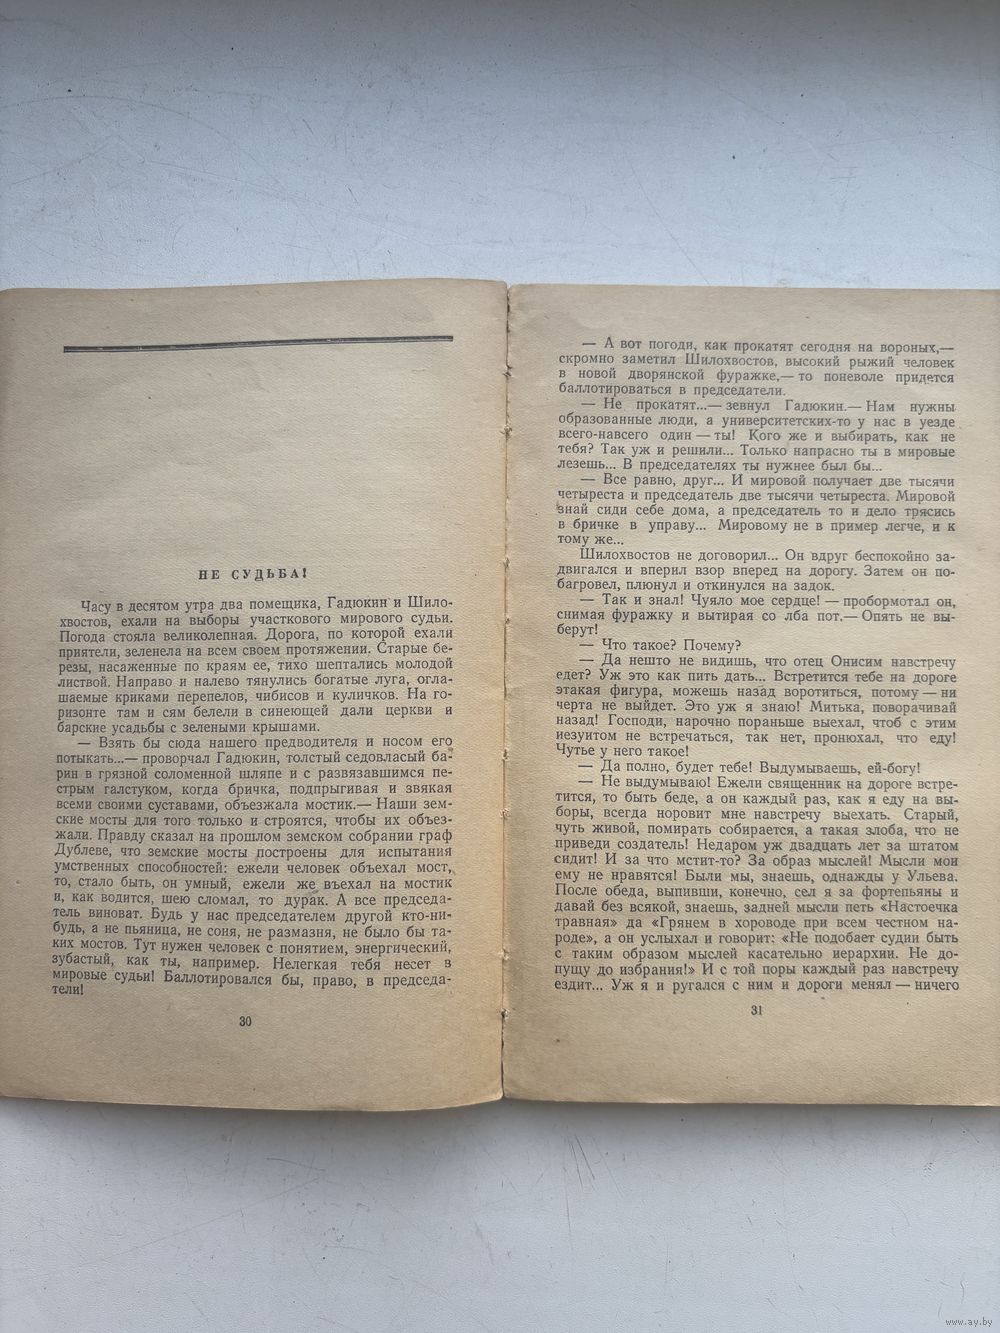 НЕ СУДЬБА!
Часу в десятом утра два помещика, Гадюкин и Шило-
хвостов, ехали на выборы участкового мирового судьи.
Погода стояла великолепная. Дорога, по которой ехали
приятели, зеленела на всем своем протяжении. Старые бе-
резы, насаженные по краям ее, тихо шептались молодой
листвой. Направо и налево тянулись богатые луга, огла-
шаемые криками перепелов, чибисов и куличков. На го-
ризонте там и сям белели в синеющей дали церкви и
барские усадьбы с зелеными крышами.
— Взять бы сюда нашего предводителя и носом его
потыкать...— проворчал Гадюкин, толстый седовласый ба-
рин в грязной соломенной шляпе и с развязавшимся пе-
стрым галстуком, когда бричка, подпрыгивая и звякая
всеми своими суставами, объезжала мостик.— Наши зем-
ские мосты для того только и строятся, чтобы их объез-
жали. Правду сказал на прошлом земском собрании граф
Дублеве, что земские мосты построены для испытания
умственных способностей: ежели человек объехал мост,
то, стало быть, он умный, ежели же въехал на мостик
и, как водится, шею сломал, то дурак. А все председа-
тель виноват. Будь у нас председателем другой кто-ни-
будь, а не пьяница, не соня, не размазня, не было бы та-
ких мостов. Тут нужен человек с понятием, энергический,
зубастый, как ты, например. Нелегкая тебя несет в
мировые судьи! Баллотировался бы, право, в председа-
тели!
30
— А вот погоди, как прокатят сегодня на вороных,—
скромно заметил Шилохвостов, высокий рыжий человек
в новой дворянской фуражке,— то поневоле придется
баллотироваться в председатели.
— Не прокатят...— зевнул Гадюкин.— Нам нужны
образованные люди, а университетских-то у нас в уезде
всего-навсего один — ты! Кого же и выбирать, как не
тебя? Так уж и решили... Только напрасно ты в мировые
лезешь... В председателях ты нужнее был бы...
— Все равно, друг... И мировой получает две тысячи
четыреста и председатель две тысячи четыреста. Мировой
знай сиди себе дома, а председатель то и дело трясись
в бричке в управу... Мировому не в пример легче, и к
тому же...
Шилохвостов не договорил... Он вдруг беспокойно за-
двигался и вперил взор вперед на дорогу. Затем он по-
багровел, плюнул и откинулся на задок.
— Так и знал! Чуяло мое сердце! — пробормотал он,
снимая фуражку и вытирая со лба пот.— Опять не вы-
берут!
— Что такое? Почему?
— Да нешто не видишь, что отец Онисим навстречу
едет? Уж это как пить дать... Встретится тебе на дороге
этакая фигура, можешь назад воротиться, потому — ни
черта не выйдет. Это уж я знаю! Митька, поворачивай
назад! Господи, нарочно пораньше выехал, чтоб с этим
иезуитом не встречаться, так нет, пронюхал, что еду!
Чутье у него такое!
— Да полно, будет тебе! Выдумываешь, ей-богу!
— Не выдумываю! Ежели священник на дороге встре-
тится, то быть беде, а он каждый раз, как я еду на вы-
боры, всегда норовит мне навстречу выехать. Старый,
чуть живой, помирать собирается, а такая злоба, что не
приведи создатель! Недаром уж двадцать лет за штатом
сидит! И за что мстит-то? За образ мыслей! Мысли мои
ему не нравятся! Были мы, знаешь, однажды у Ульева.
После обеда, выпивши, конечно, сел я за фортепьяны и
давай без всякой, знаешь, задней мысли петь «Настоечка
травная» да «Грянем в хороводе при всем честном на-
роде», а он услыхал и говорит: «Не подобает судии быть
с таким образом мыслей касательно иерархии. Не до-
пущу до избрания!» И с той поры каждый раз навстречу
ездит... Уж я и ругался с ним и дороги менял — ничего
31
www.ay.by